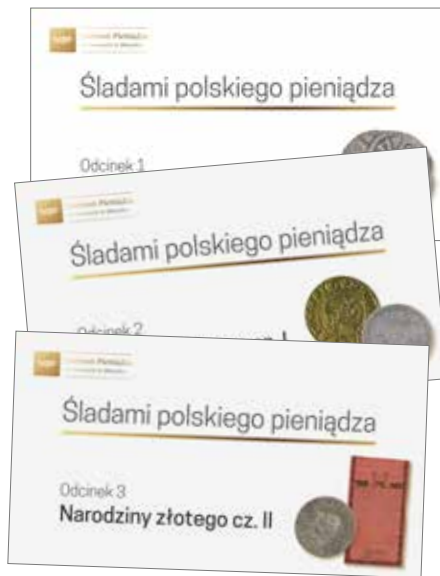 Śladami polskiego pieniądza
Odcinek 1
Śladami polskiego pieniądza
Odcinek 2
Śladami polskiego pieniądza
Odcinek 3
Narodziny złotego cz. II